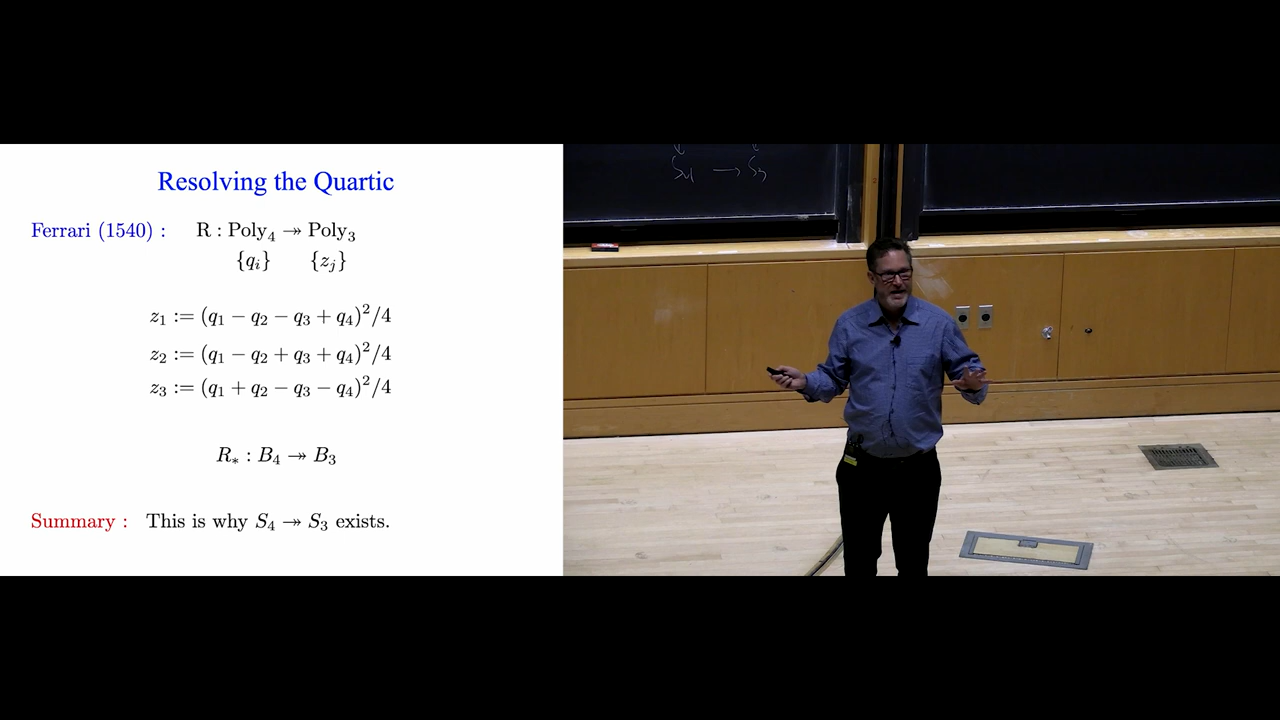 Resolving the Quartic
Ferrari (1540) : R : Poly₄ ↠ Poly₃
{qᵢ} {zⱼ}
z₁ := (q₁ − q₂ − q₃ + q₄)²/4
z₂ := (q₁ − q₂ + q₃ + q₄)²/4
z₃ := (q₁ + q₂ − q₃ − q₄)²/4
R∗ : B₄ ↠ B₃
Summary : This is why S₄ ↠ S₃ exists.
S₄ → S₃